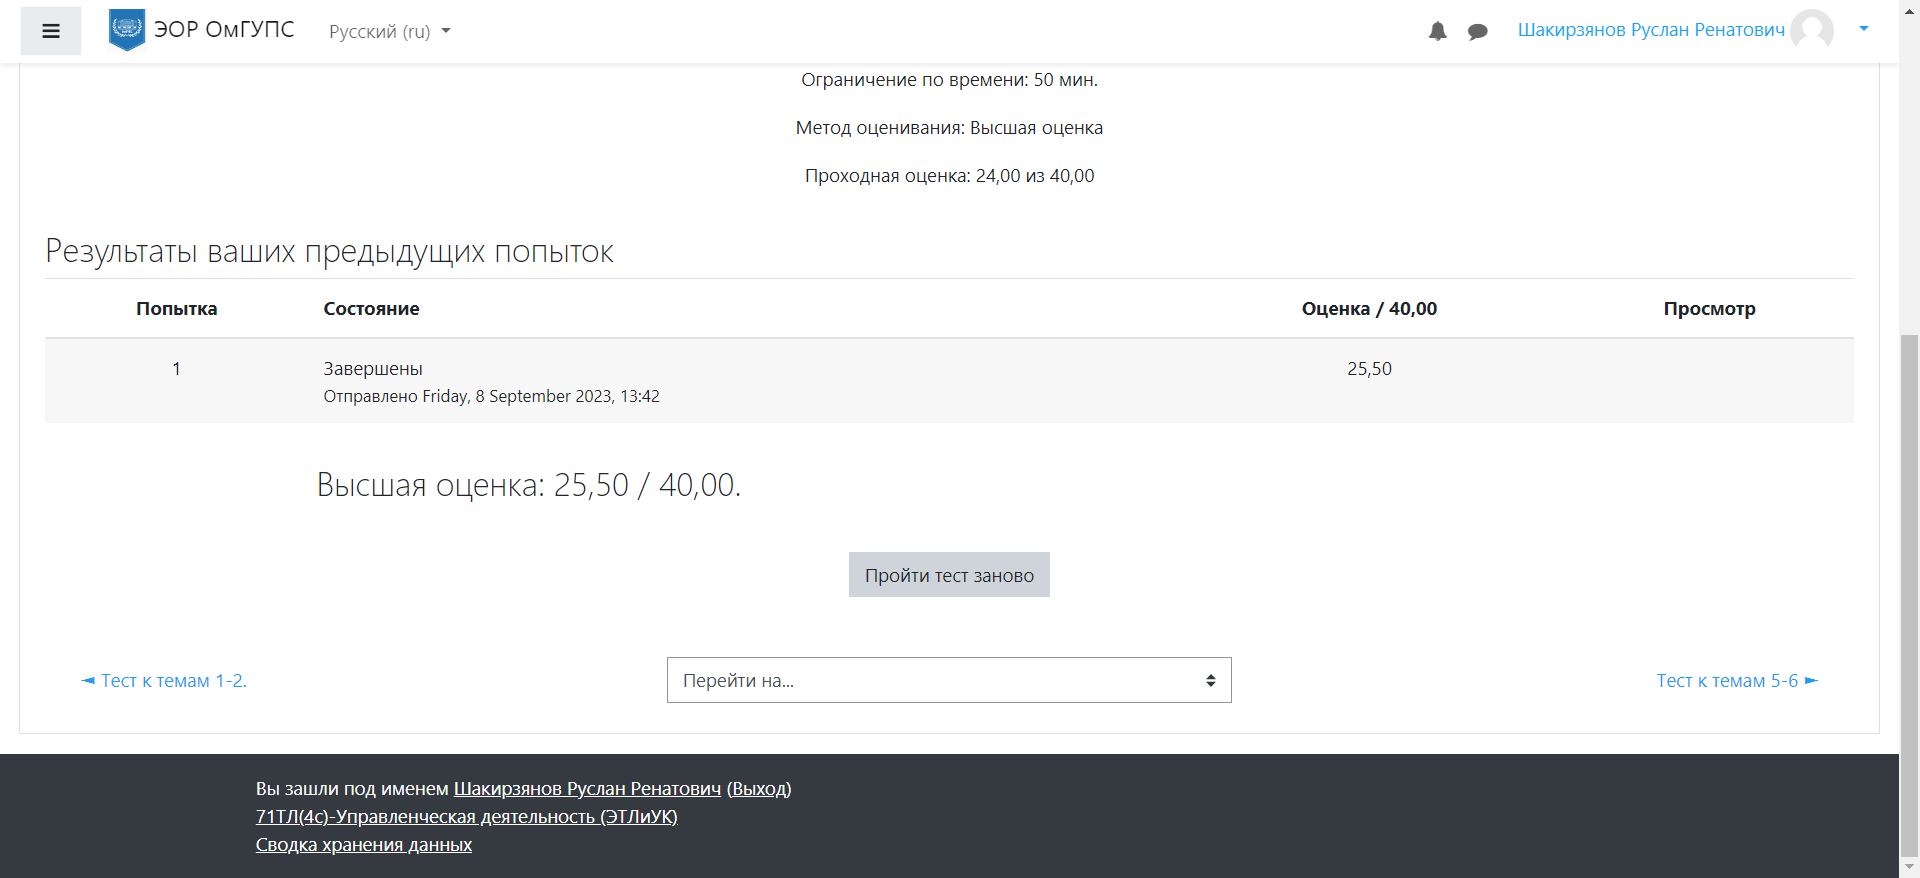 ЭОР ОмГУПС
Русский (ru)
Шакирзянов Руслан Ренатович
Ограничение по времени: 50 мин.
Метод оценивания: Высшая оценка
Проходная оценка: 24,00 из 40,00
Результаты ваших предыдущих попыток
Попытка Состояние Оценка / 40,00 Просмотр
1 Завершены 25,50
Отправлено Friday, 8 September 2023, 13:42
Высшая оценка: 25,50 / 40,00.
Пройти тест заново
◄ Тест к темам 1-2. Перейти на... Тест к темам 5-6 ►
Вы зашли под именем Шакирзянов Руслан Ренатович (Выход)
71ТЛ(4с)-Управленческая деятельность (ЭТЛиУК)
Сводка хранения данных